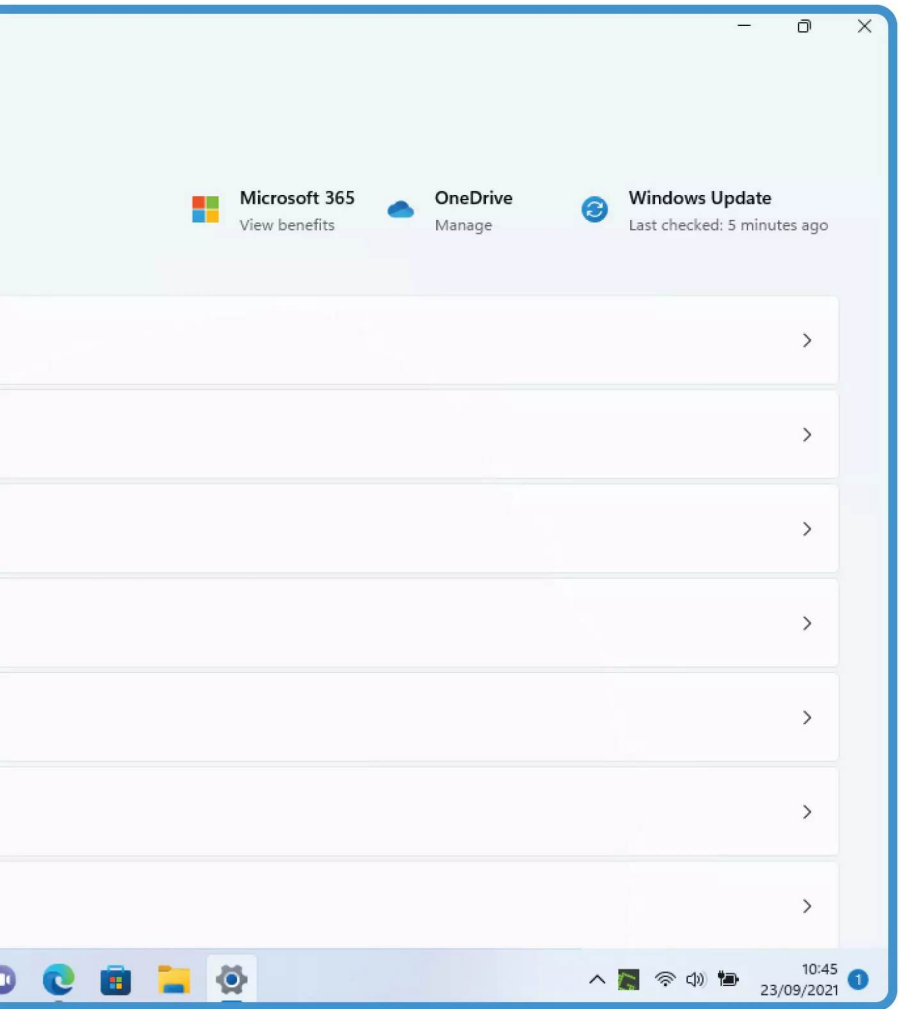 Microsoft 365
View benefits
OneDrive
Manage
Windows Update
Last checked: 5 minutes ago
10:45
23/09/2021
1